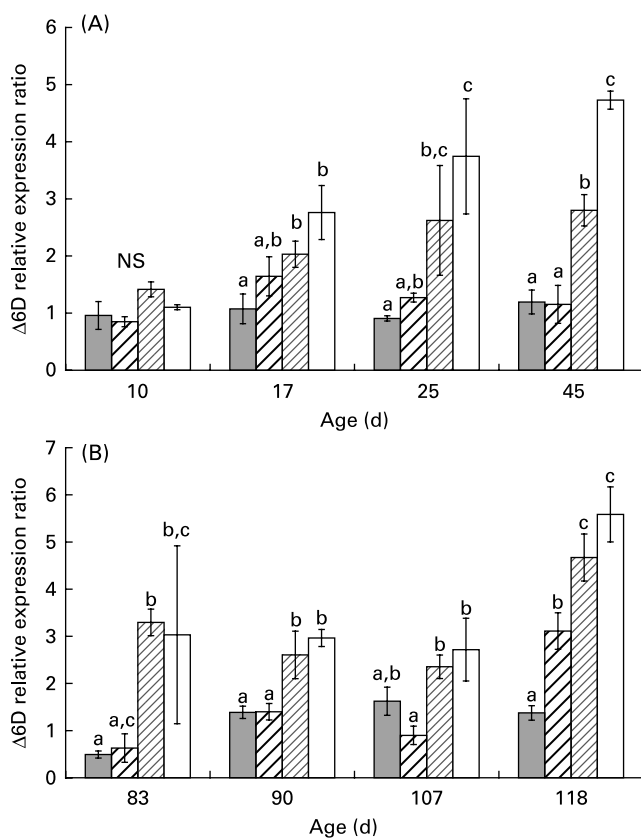 (A)
Δ6D relative expression ratio
6
5
4
3
2
1
0
NS
a
a,b
b
b
a
a,b
b,c
c
a
a
b
c
10
17
25
45
Age (d)
(B)
Δ6D relative expression ratio
7
6
5
4
3
2
1
0
a
a,c
b
b,c
a
a
b
b
a,b
a
b
b
a
b
c
c
83
90
107
118
Age (d)